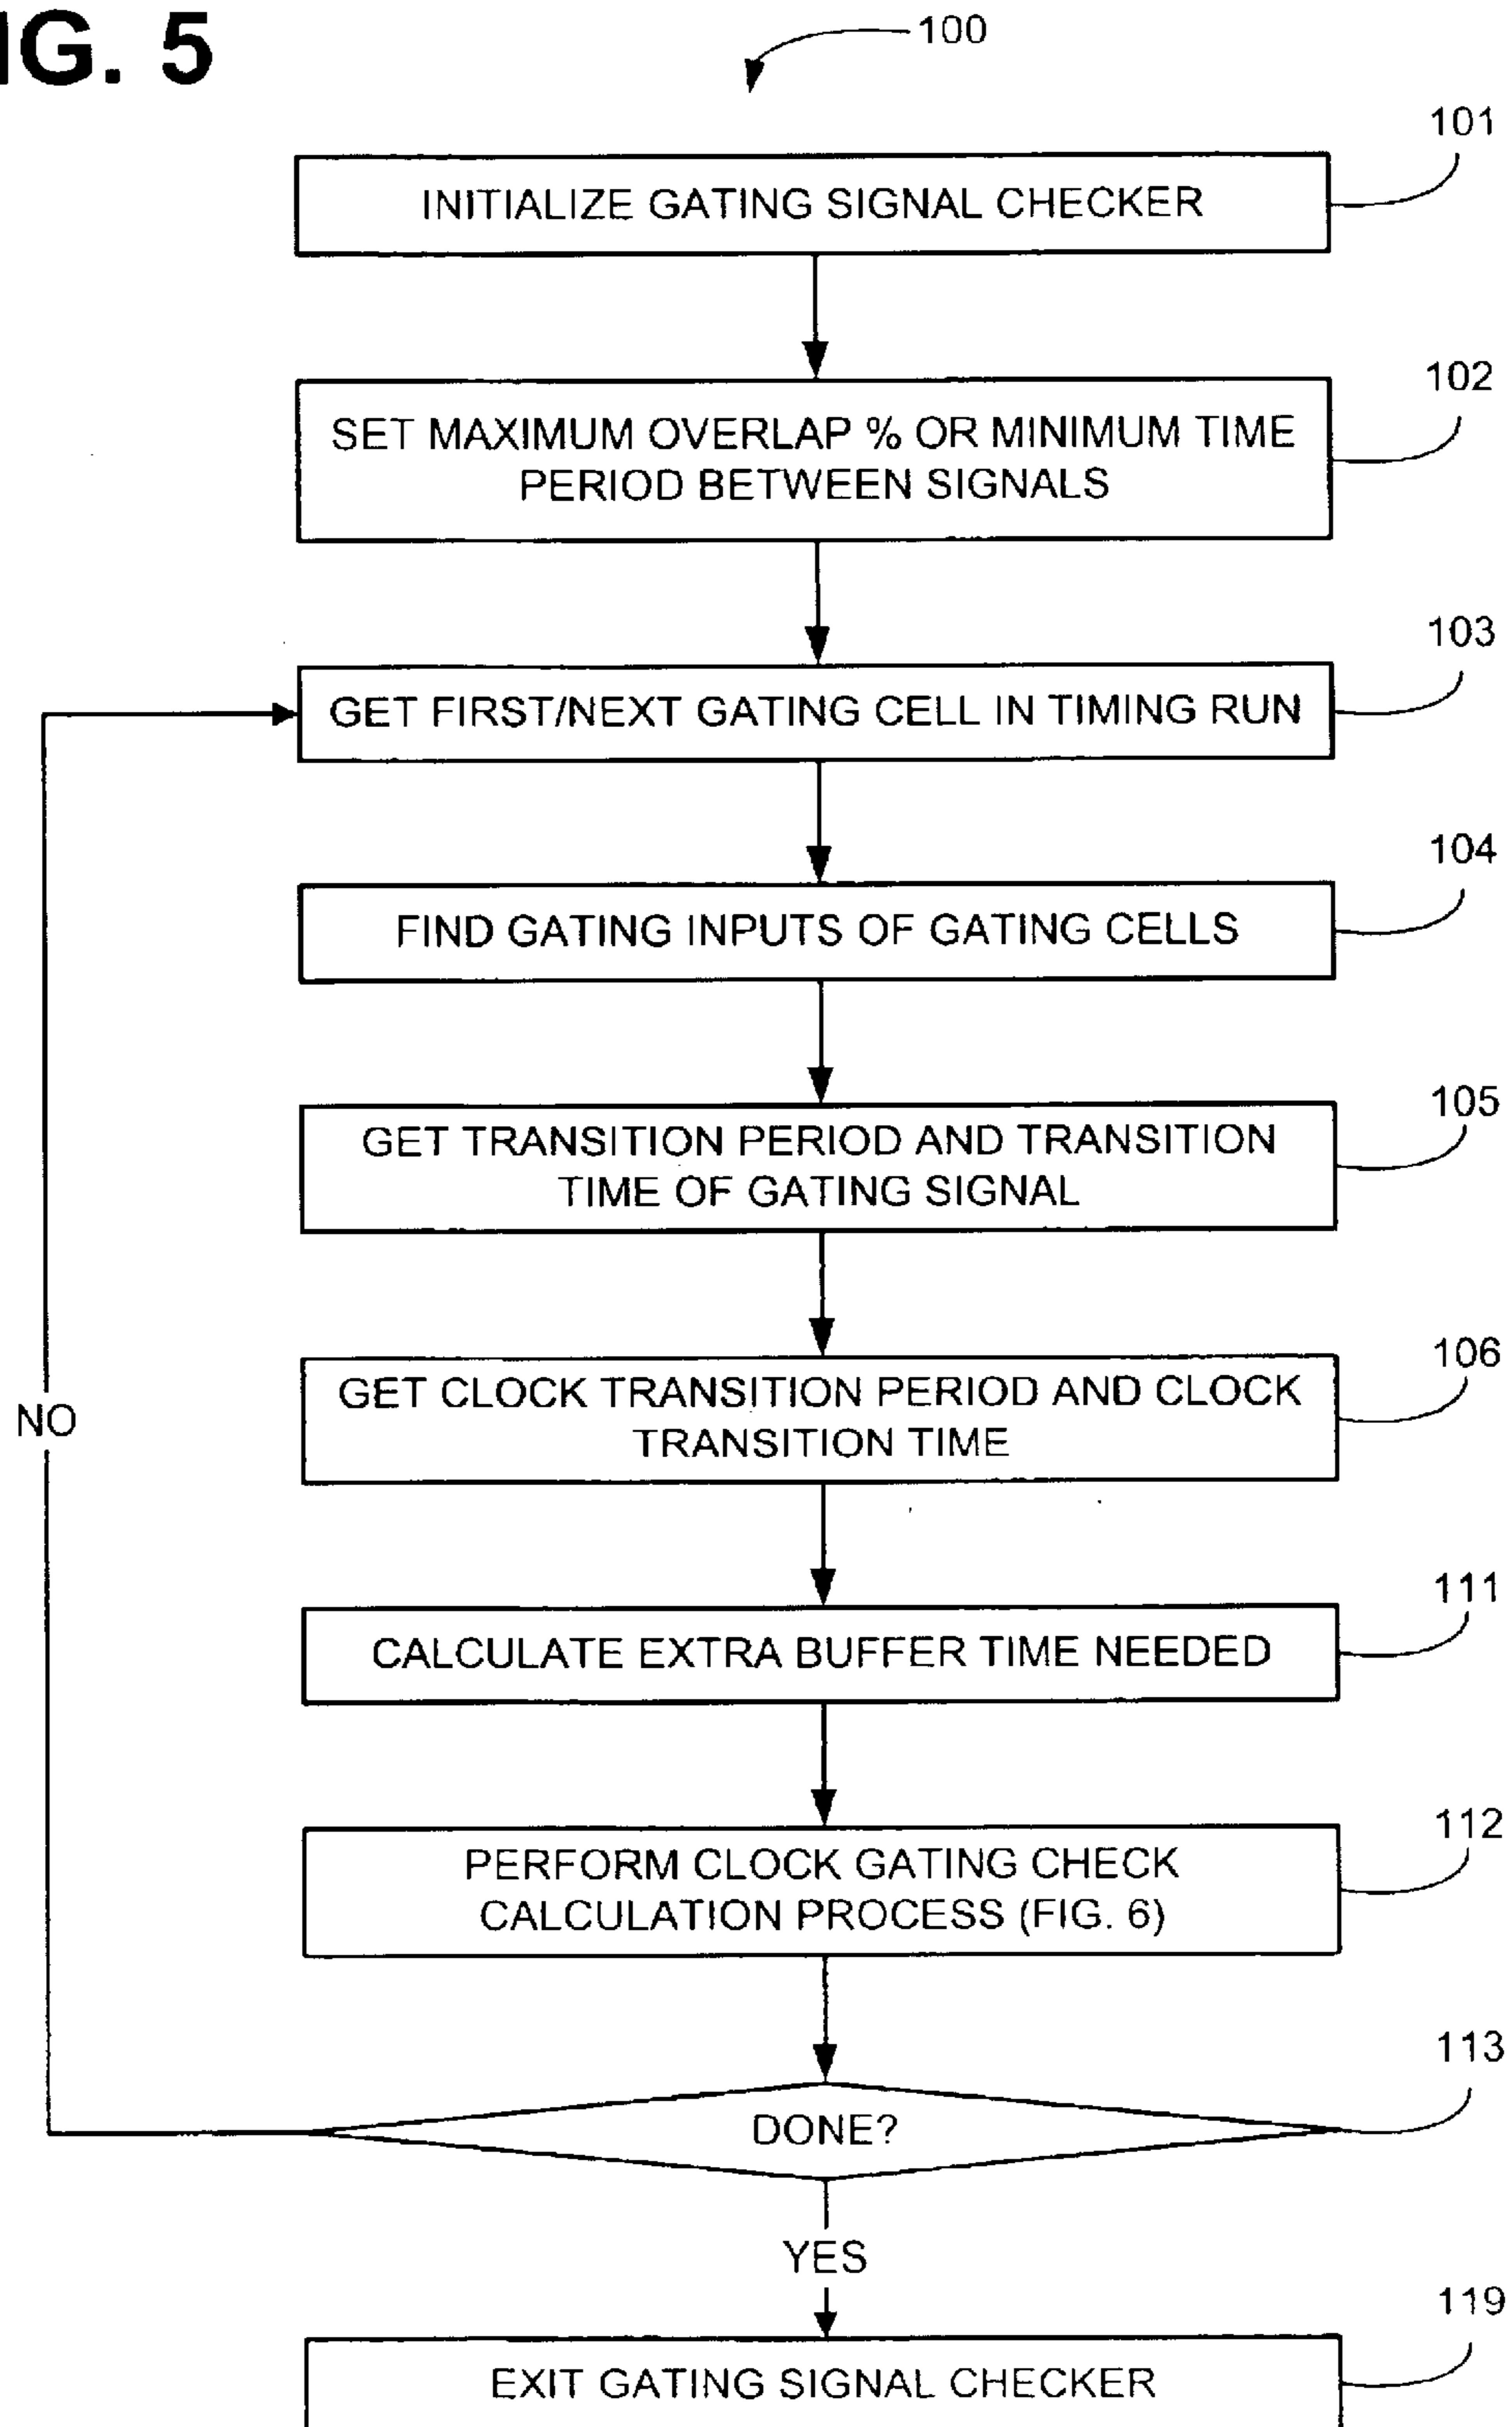 IG. 5
100
101
INITIALIZE GATING SIGNAL CHECKER
102
SET MAXIMUM OVERLAP % OR MINIMUM TIME
PERIOD BETWEEN SIGNALS
103
GET FIRST/NEXT GATING CELL IN TIMING RUN
104
FIND GATING INPUTS OF GATING CELLS
105
GET TRANSITION PERIOD AND TRANSITION
TIME OF GATING SIGNAL
106
GET CLOCK TRANSITION PERIOD AND CLOCK
TRANSITION TIME
NO
111
CALCULATE EXTRA BUFFER TIME NEEDED
112
PERFORM CLOCK GATING CHECK
CALCULATION PROCESS (FIG. 6)
113
DONE?
YES
119
EXIT GATING SIGNAL CHECKER